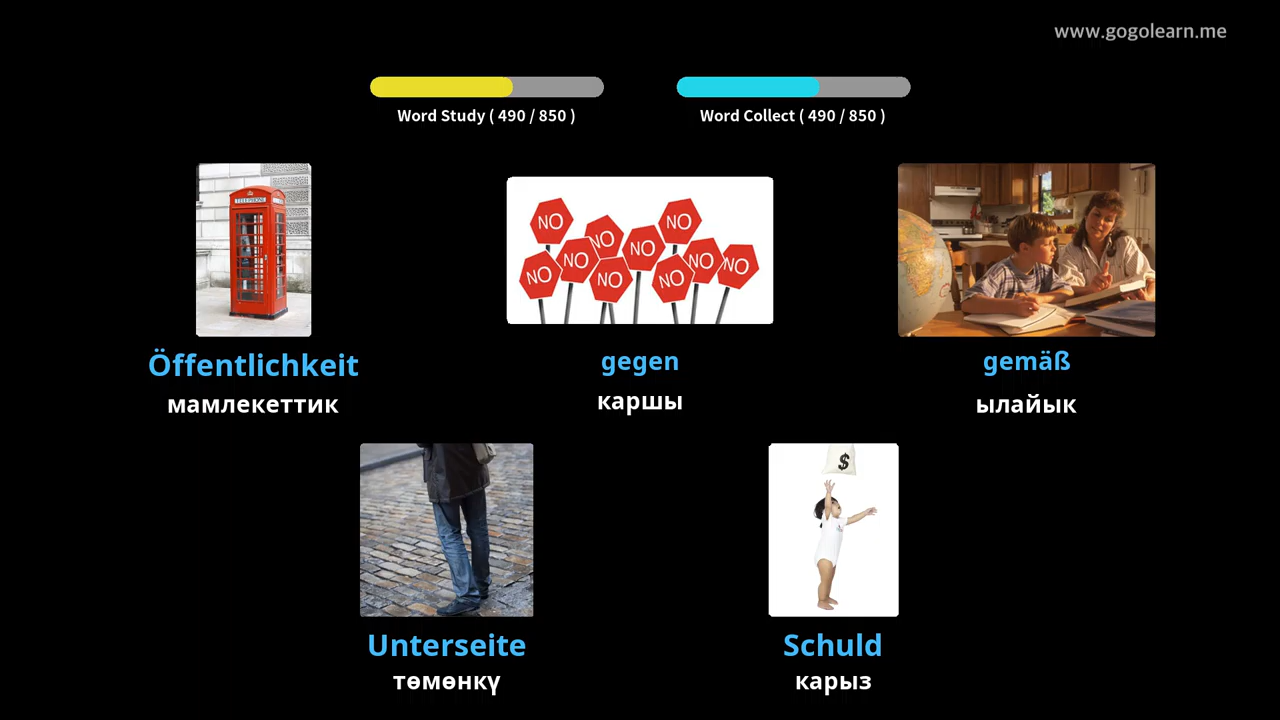 www.gogolearn.me
Word Study ( 490 / 850 )
Word Collect ( 490 / 850 )
TELEPHONE
NO
NO
NO
NO
NO
NO
NO
NO
NO
NO
Öffentlichkeit
мамлекеттик
gegen
каршы
gemäß
ылайык
$
Unterseite
төмөнкү
Schuld
карыз